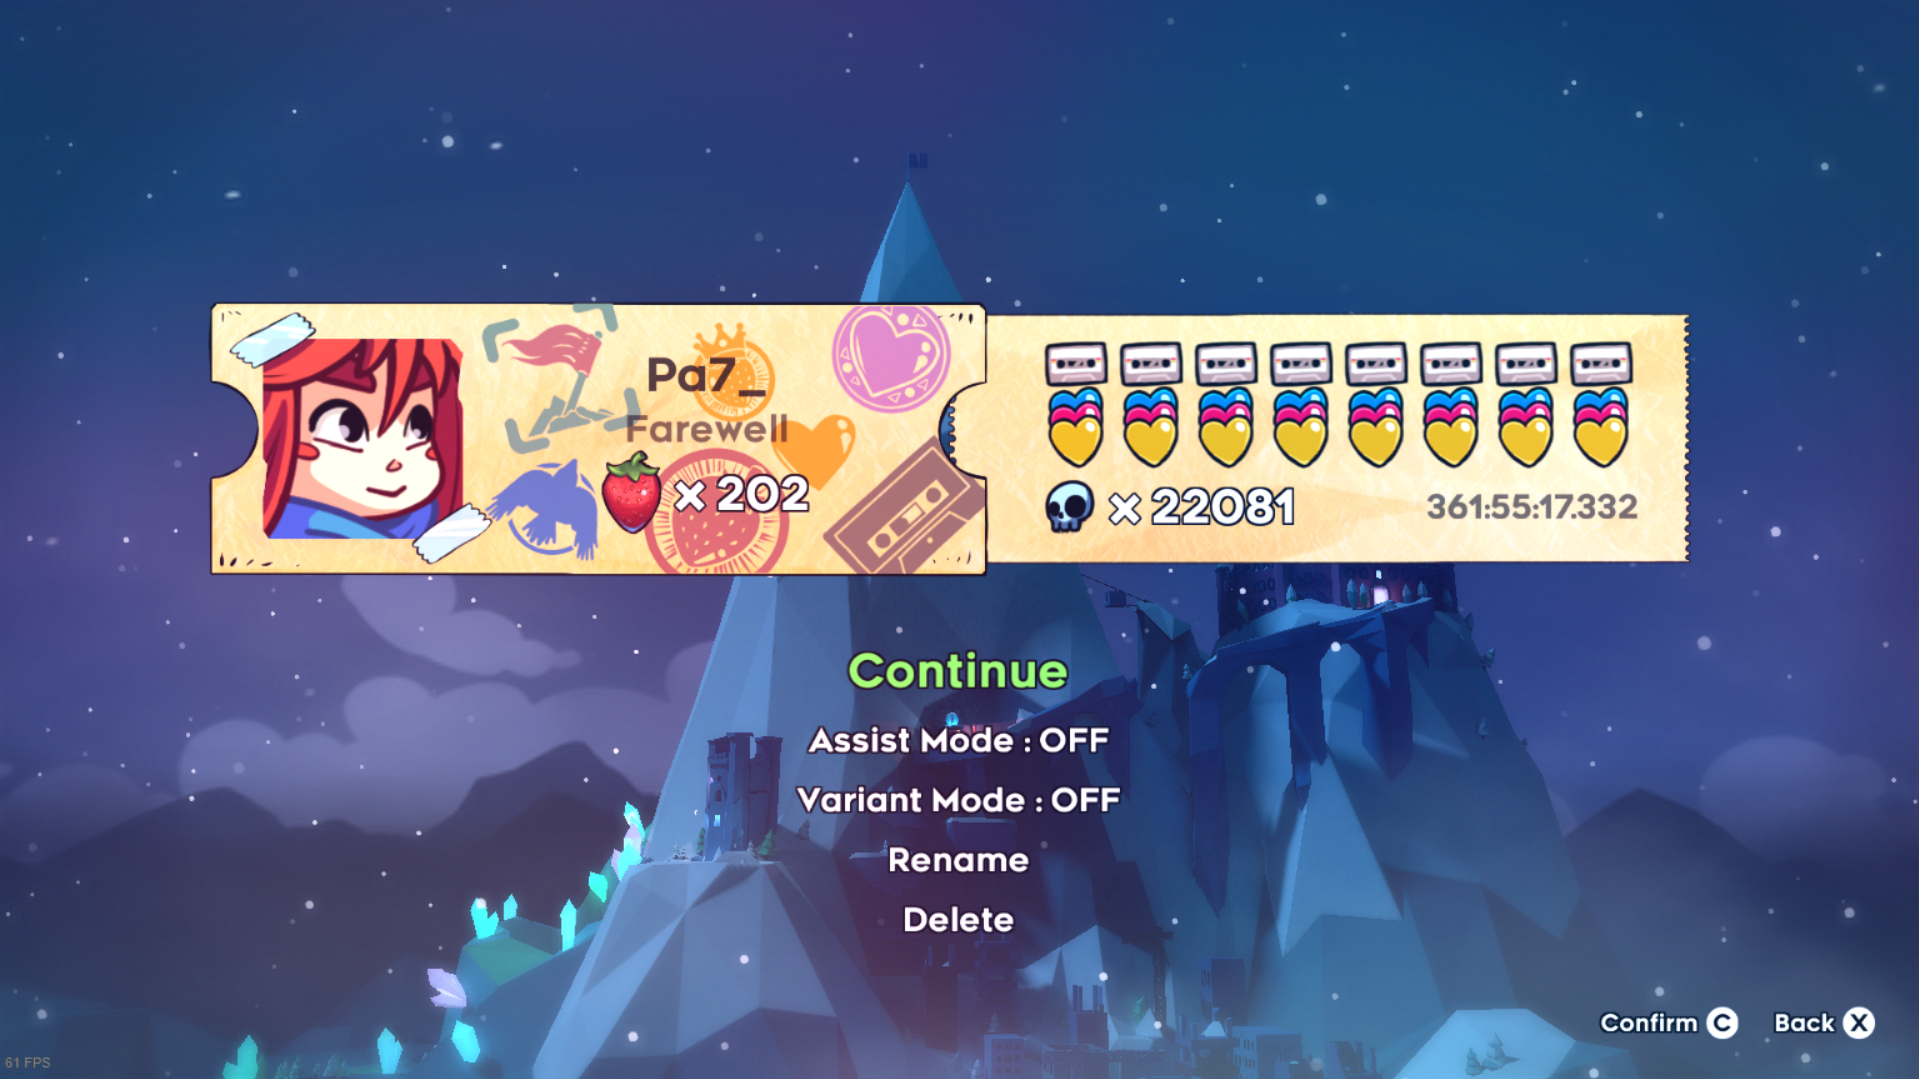 Pa7_
Farewell
× 202
× 22081
361:55:17.332
Continue
Assist Mode : OFF
Variant Mode : OFF
Rename
Delete
Confirm C
Back X
61 FPS